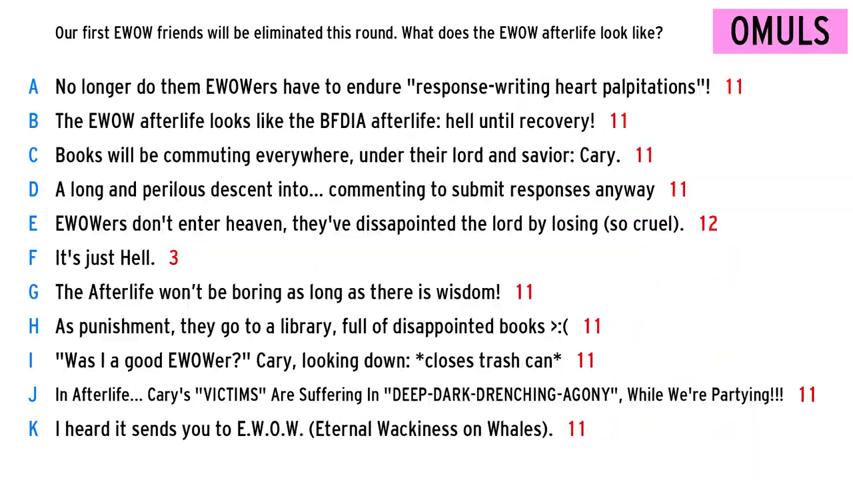 Our first EWOW friends will be eliminated this round. What does the EWOW afterlife look like?
OMULS
A No longer do them EWOWers have to endure "response-writing heart palpitations"! 11
B The EWOW afterlife looks like the BFDIA afterlife: hell until recovery! 11
C Books will be commuting everywhere, under their lord and savior: Cary. 11
D A long and perilous descent into... commenting to submit responses anyway 11
E EWOWers don't enter heaven, they've dissapointed the lord by losing (so cruel). 12
F It's just Hell. 3
G The Afterlife won’t be boring as long as there is wisdom! 11
H As punishment, they go to a library, full of disappointed books >:( 11
I "Was I a good EWOWer?" Cary, looking down: *closes trash can* 11
J In Afterlife... Cary's "VICTIMS" Are Suffering In "DEEP-DARK-DRENCHING-AGONY", While We're Partying!!! 11
K I heard it sends you to E.W.O.W. (Eternal Wackiness on Whales). 11